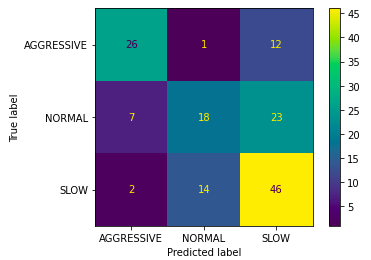 AGGRESSIVE 26 1 12
NORMAL 7 18 23
SLOW 2 14 46
AGGRESSIVE NORMAL SLOW
Predicted label
True label
45
40
35
30
25
20
15
10
5